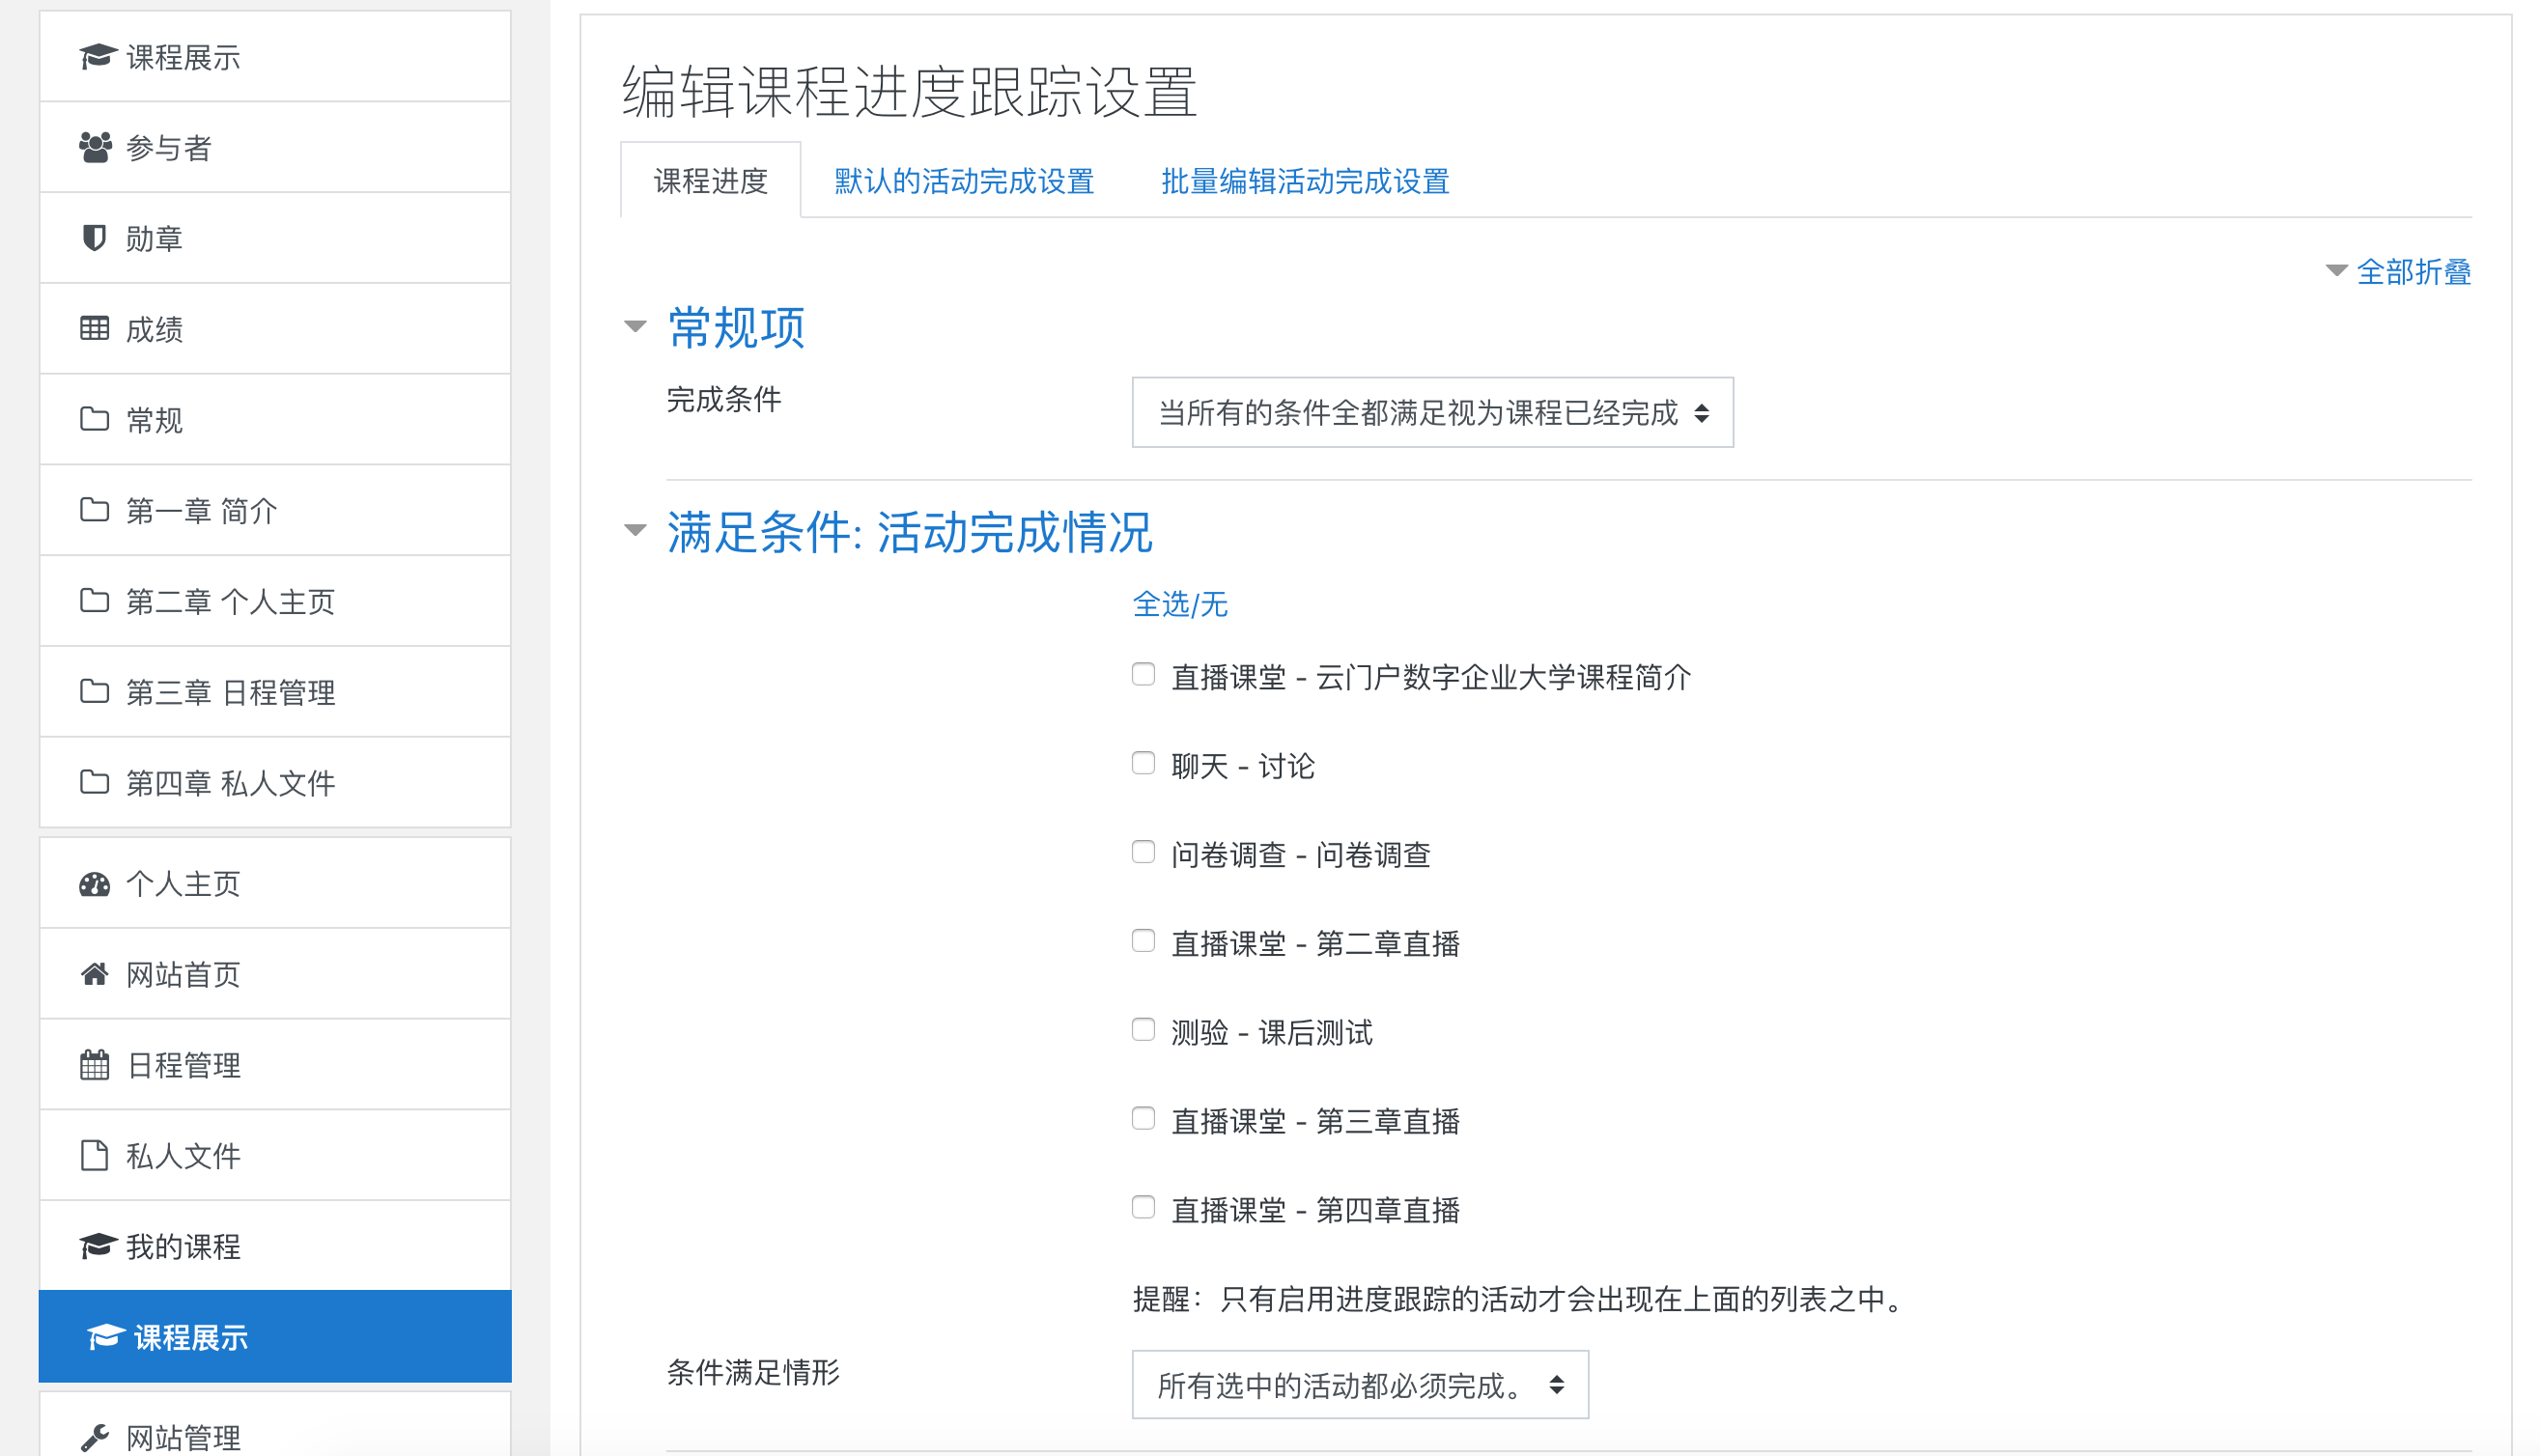 课程展示
参与者
勋章
成绩
常规
第一章 简介
第二章 个人主页
第三章 日程管理
第四章 私人文件
个人主页
网站首页
日程管理
私人文件
我的课程
课程展示
网站管理
编辑课程进度跟踪设置
课程进度 默认的活动完成设置 批量编辑活动完成设置
全部折叠
常规项
完成条件 当所有的条件全都满足视为课程已经完成
满足条件: 活动完成情况
全选/无
直播课堂 - 云门户数字企业大学课程简介
聊天 - 讨论
问卷调查 - 问卷调查
直播课堂 - 第二章直播
测验 - 课后测试
直播课堂 - 第三章直播
直播课堂 - 第四章直播
提醒：只有启用进度跟踪的活动才会出现在上面的列表之中。
条件满足情形 所有选中的活动都必须完成。